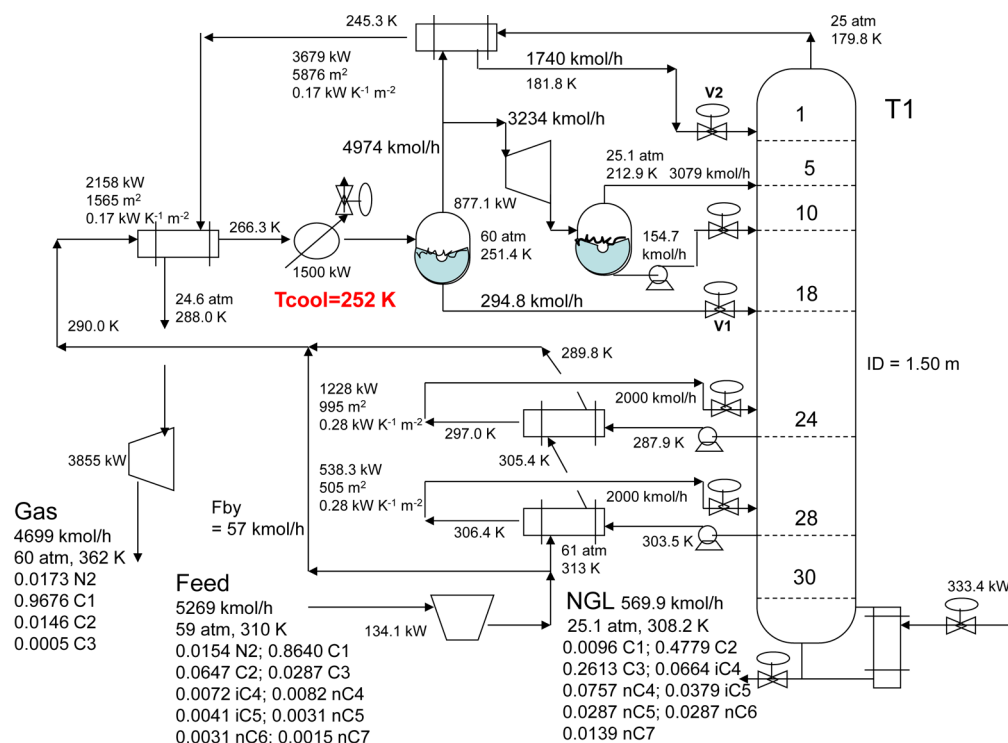 245.3 K
25 atm
179.8 K
3679 kW
5876 m²
0.17 kW K⁻¹ m⁻²
1740 kmol/h
181.8 K
V2
1
T1
3234 kmol/h
4974 kmol/h
25.1 atm
212.9 K
3079 kmol/h
5
2158 kW
1565 m²
0.17 kW K⁻¹ m⁻²
266.3 K
877.1 kW
10
60 atm
251.4 K
154.7
kmol/h
1500 kW
Tcool=252 K
294.8 kmol/h
18
V1
24.6 atm
288.0 K
290.0 K
289.8 K
ID = 1.50 m
1228 kW
995 m²
0.28 kW K⁻¹ m⁻²
2000 kmol/h
24
297.0 K
287.9 K
305.4 K
3855 kW
538.3 kW
505 m²
0.28 kW K⁻¹ m⁻²
2000 kmol/h
28
306.4 K
303.5 K
Fby
= 57 kmol/h
61 atm
313 K
30
Gas
4699 kmol/h
60 atm, 362 K
0.0173 N2
0.9676 C1
0.0146 C2
0.0005 C3
Feed
5269 kmol/h
59 atm, 310 K
0.0154 N2; 0.8640 C1
0.0647 C2; 0.0287 C3
0.0072 iC4; 0.0082 nC4
0.0041 iC5; 0.0031 nC5
0.0031 nC6; 0.0015 nC7
134.1 kW
NGL 569.9 kmol/h
25.1 atm, 308.2 K
0.0096 C1; 0.4779 C2
0.2613 C3; 0.0664 iC4
0.0757 nC4; 0.0379 iC5
0.0287 nC5; 0.0287 nC6
0.0139 nC7
333.4 kW